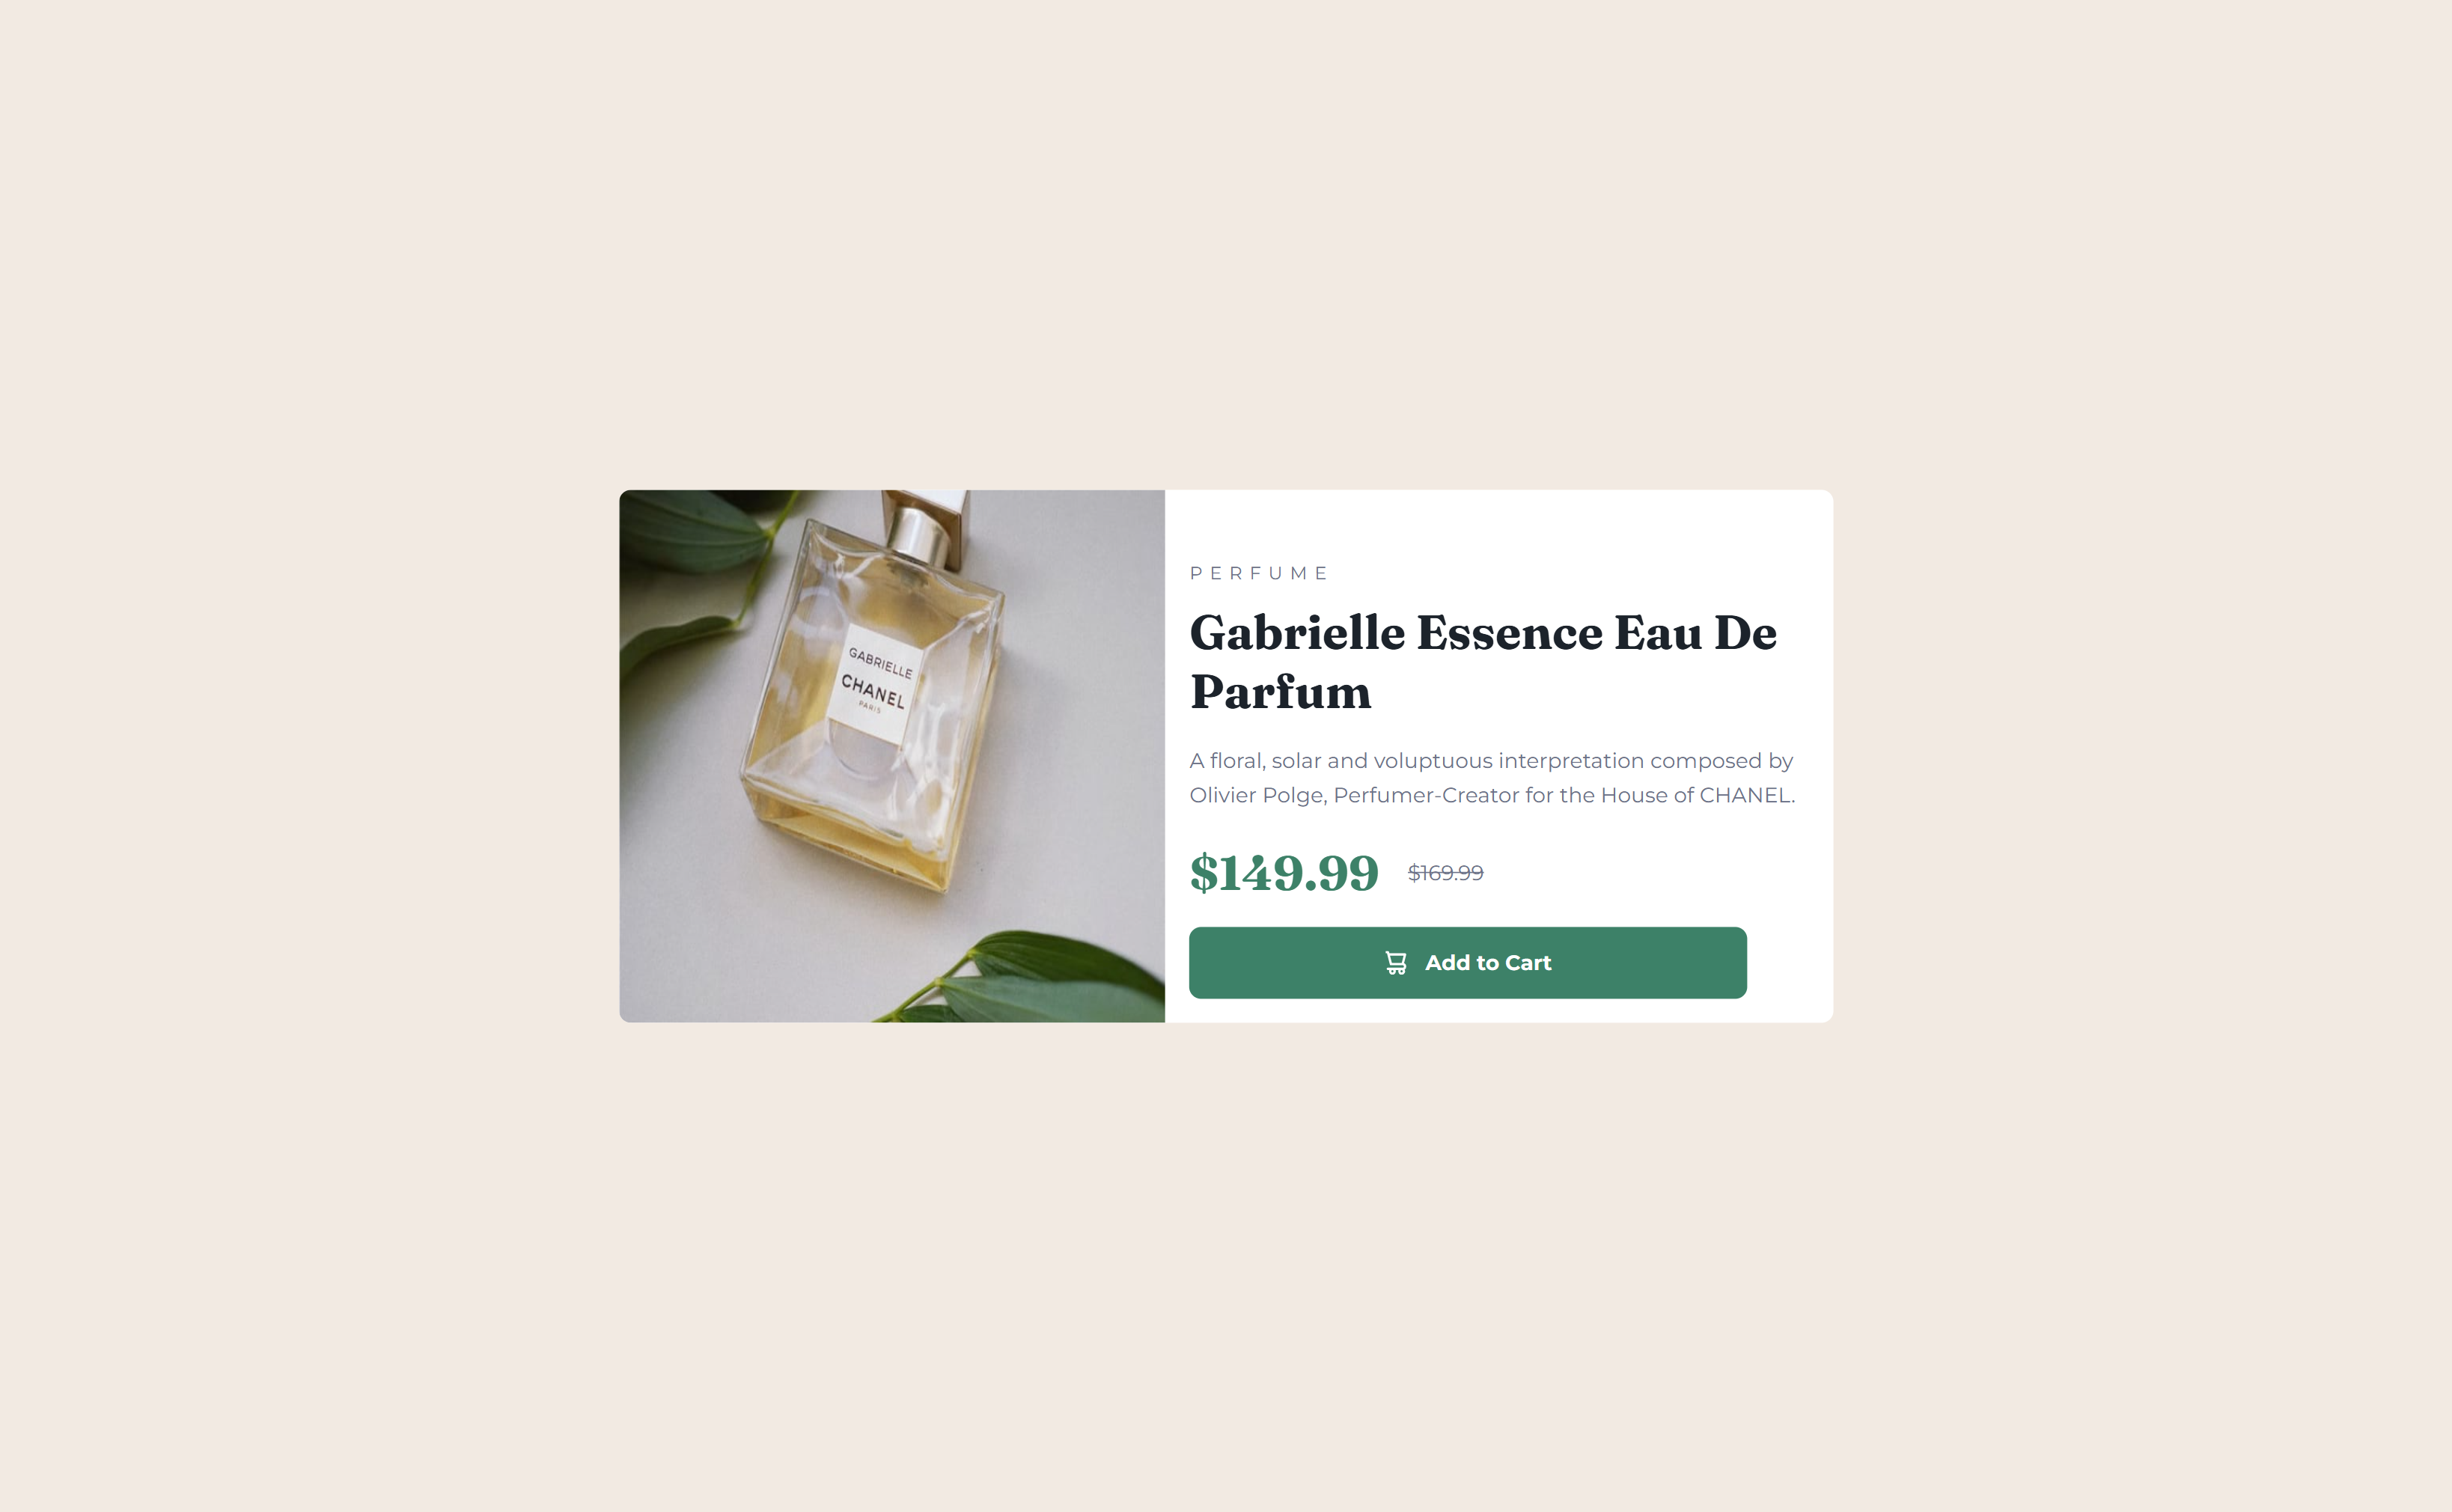 GABRIELLE
CHANEL
PARIS
PERFUME
Gabrielle Essence Eau De
Parfum
A floral, solar and voluptuous interpretation composed by
Olivier Polge, Perfumer-Creator for the House of CHANEL.
$149.99 $169.99
Add to Cart